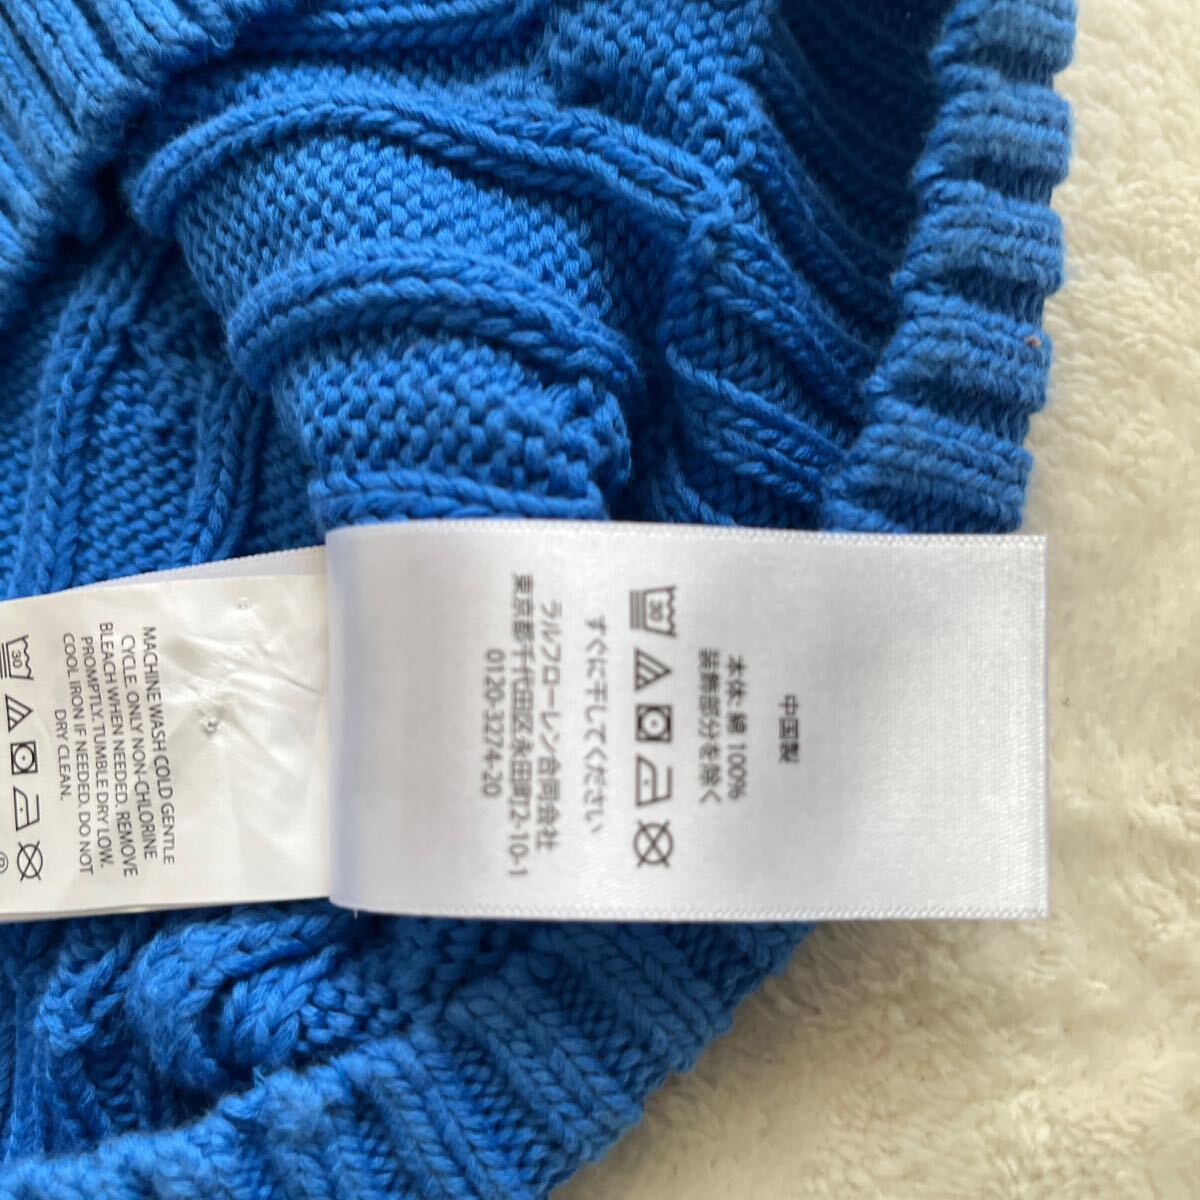 中国製
本体: 綿 100%
装飾部分を除く
30
すぐに干してください
ラルフローレン合同会社
東京都千代田区永田町2-10-1
0120-3274-20
MACHINE WASH COLD GENTLE
CYCLE. ONLY NON-CHLORINE
BLEACH WHEN NEEDED. REMOVE
PROMPTLY. TUMBLE DRY LOW.
COOL IRON IF NEEDED. DO NOT
DRY CLEAN.
30